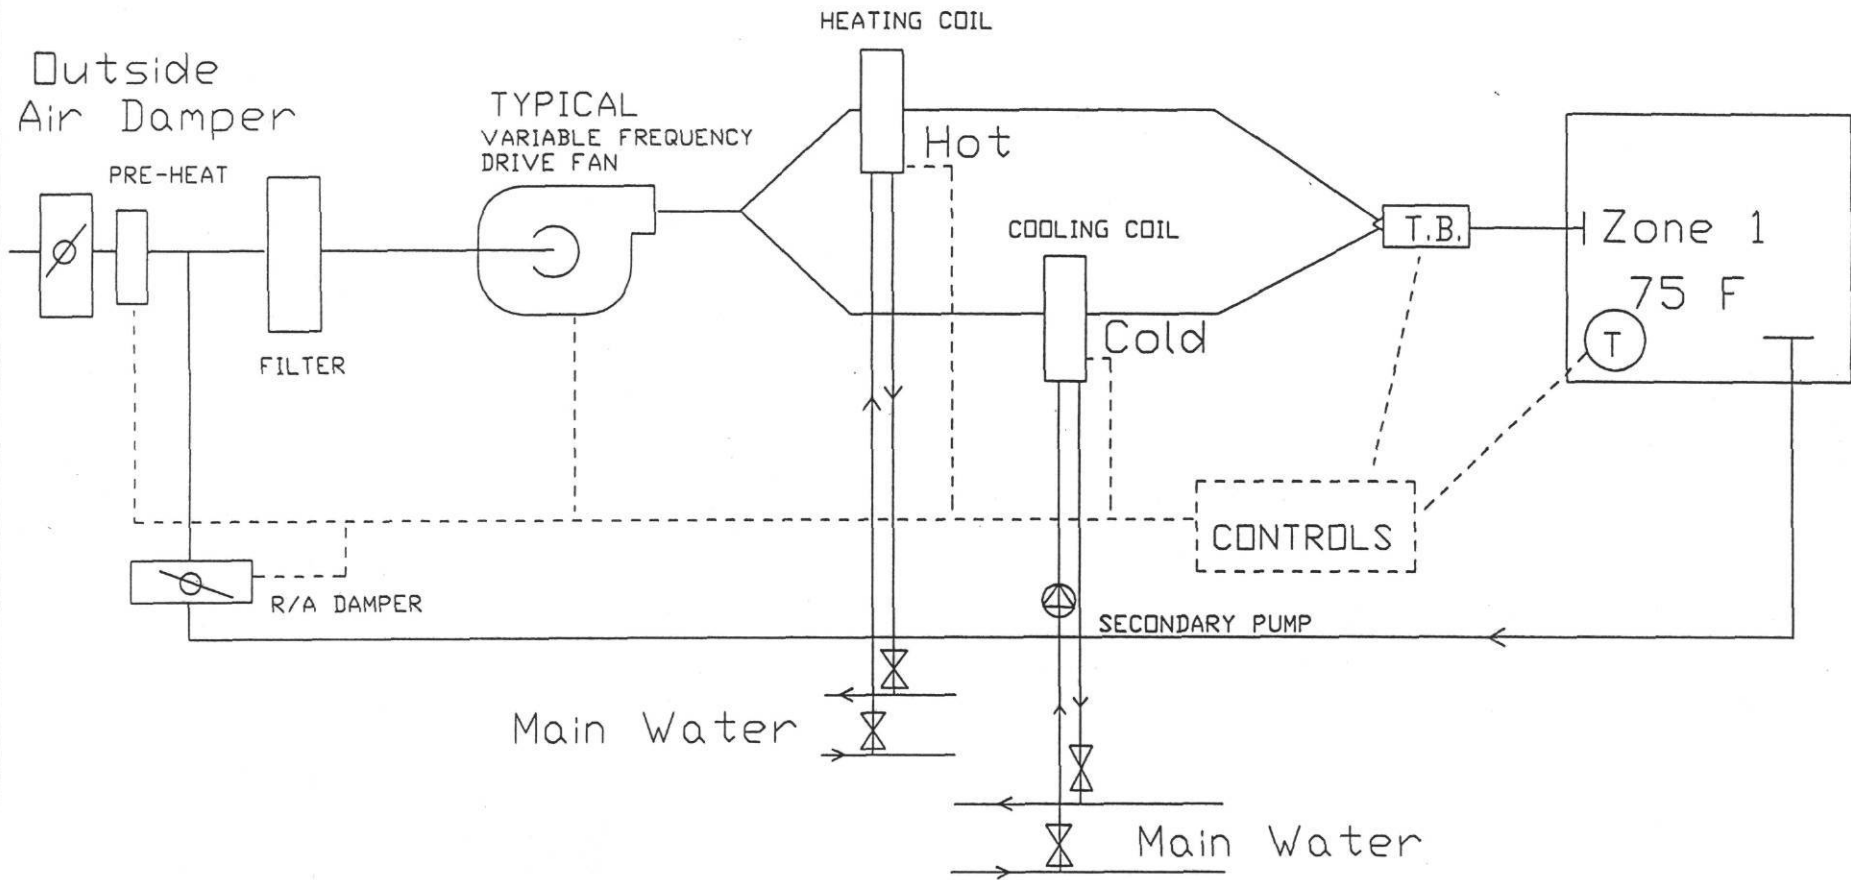 HEATING COIL
Outside
Air Damper
TYPICAL
VARIABLE FREQUENCY
DRIVE FAN
PRE-HEAT
Hot
COOLING COIL
T.B.
Zone 1
75 F
T
Cold
FILTER
CONTROLS
R/A DAMPER
SECONDARY PUMP
Main Water
Main Water